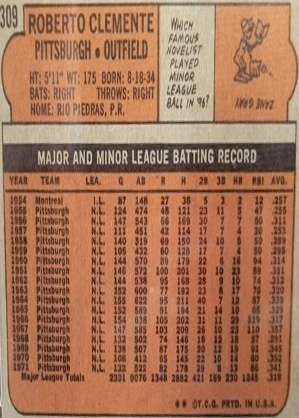 309
ROBERTO CLEMENTE
PITTSBURGH • OUTFIELD
HT: 5'11" WT: 175 BORN: 8-18-34
BATS: RIGHT THROWS: RIGHT
HOME: RIO PIEDRAS, P.R.
WHICH
FAMOUS
NOVELIST
PLAYED
MINOR
LEAGUE
BALL IN '96?
ZANE GRAY
MAJOR AND MINOR LEAGUE BATTING RECORD
YEAR TEAM LEA. G AB R H 2B 3B HR RBI AVG.
1954 Montreal I.L. 87 148 27 38 5 3 2 12 .257
1955 Pittsburgh N.L. 124 474 48 121 23 11 5 47 .255
1956 Pittsburgh N.L. 147 543 66 169 30 7 7 60 .311
1957 Pittsburgh N.L. 111 451 42 114 17 7 4 30 .253
1958 Pittsburgh N.L. 140 519 69 150 24 10 6 50 .289
1959 Pittsburgh N.L. 105 432 60 128 17 7 4 50 .296
1960 Pittsburgh N.L. 144 570 89 179 22 6 16 94 .314
1961 Pittsburgh N.L. 146 572 100 201 30 10 23 89 .351
1962 Pittsburgh N.L. 144 538 95 168 28 9 10 74 .312
1963 Pittsburgh N.L. 152 600 77 192 23 8 17 76 .320
1964 Pittsburgh N.L. 155 622 95 211 40 7 12 87 .339
1965 Pittsburgh N.L. 152 589 91 194 21 14 10 65 .329
1966 Pittsburgh N.L. 154 638 105 202 31 11 29 119 .317
1967 Pittsburgh N.L. 147 585 103 209 26 10 23 110 .357
1968 Pittsburgh N.L. 132 502 74 146 18 12 18 57 .291
1969 Pittsburgh N.L. 138 507 87 175 20 12 19 91 .345
1970 Pittsburgh N.L. 108 412 65 145 22 10 14 60 .352
1971 Pittsburgh N.L. 132 522 82 178 29 8 13 86 .341
Major League Totals 2331 9076 1348 2882 421 159 230 1245 .318
** ©T.C.G. PRTD. IN U.S.A.